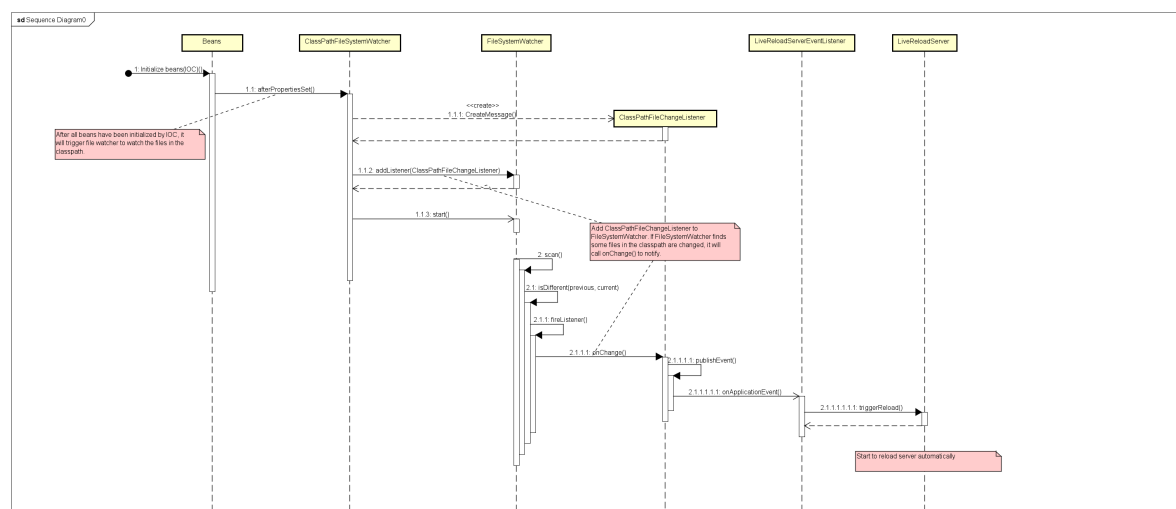 sd Sequence Diagram0
Beans
ClassPathFileSystemWatcher
FileSystemWatcher
LiveReloadServerEventListener
LiveReloadServer
1: Initialize beans(IOC)()
1.1: afterPropertiesSet()
<<create>>
1.1.1: CreateMessage()
ClassPathFileChangeListener
After all beans have been initialized by IOC, it
will trigger file watcher to watch the files in the
classpath.
1.1.2: addListener(ClassPathFileChangeListener)
1.1.3: start()
Add ClassPathFileChangeListener to
FileSystemWatcher. If FileSystemWatcher finds
some files in the classpath are changed, it will
call onChange() to notify.
2: scan()
2.1: isDifferent(previous, current)
2.1.1: fireListener()
2.1.1.1: onChange()
2.1.1.1.1: publishEvent()
2.1.1.1.1.1: onApplicationEvent()
2.1.1.1.1.1.1: triggerReload()
Start to reload server automatically